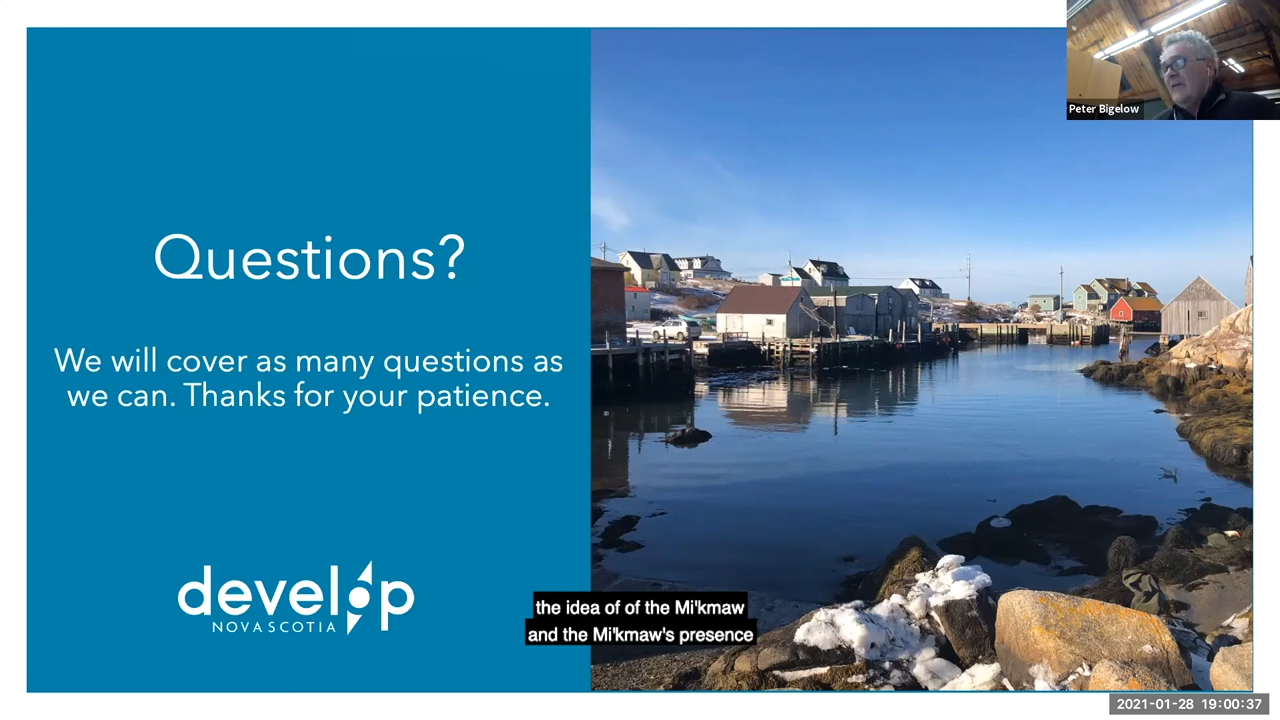 Peter Bigelow
Questions?
We will cover as many questions as
we can. Thanks for your patience.
develop
NOVA SCOTIA
the idea of of the Mi'kmaw
and the Mi'kmaw's presence
2021-01-28 19:00:37